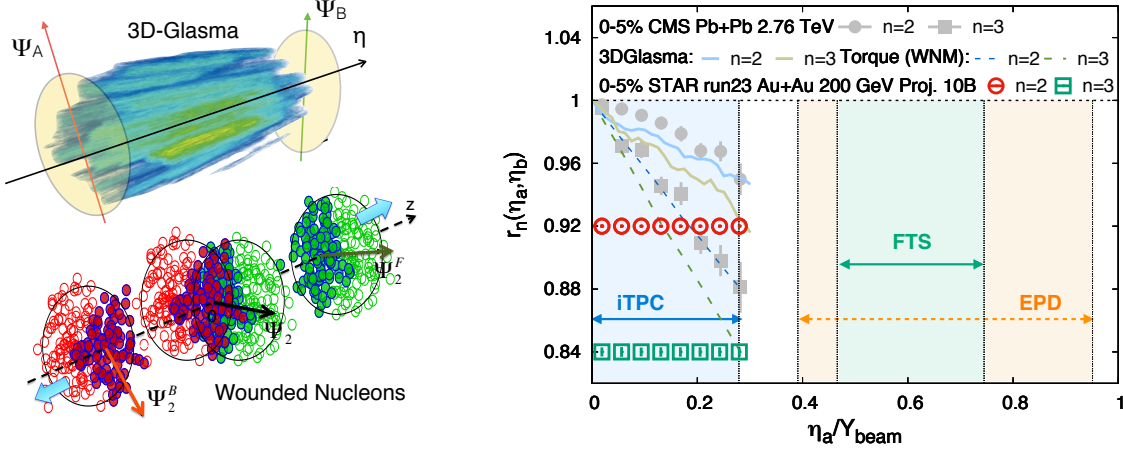 Ψ_A
3D-Glasma
Ψ_B
η
z
Ψ_2^F
Ψ_2
0
Ψ_2^B
Wounded Nucleons
0-5% CMS Pb+Pb 2.76 TeV n=2 n=3
3DGlasma: n=2 n=3 Torque (WNM): n=2 n=3
0-5% STAR run23 Au+Au 200 GeV Proj. 10B n=2 n=3
1.04
1
0.96
0.92
0.88
0.84
r_n(η_a,η_b)
FTS
iTPC
EPD
0 0.2 0.4 0.6 0.8 1
η_a/Y_beam